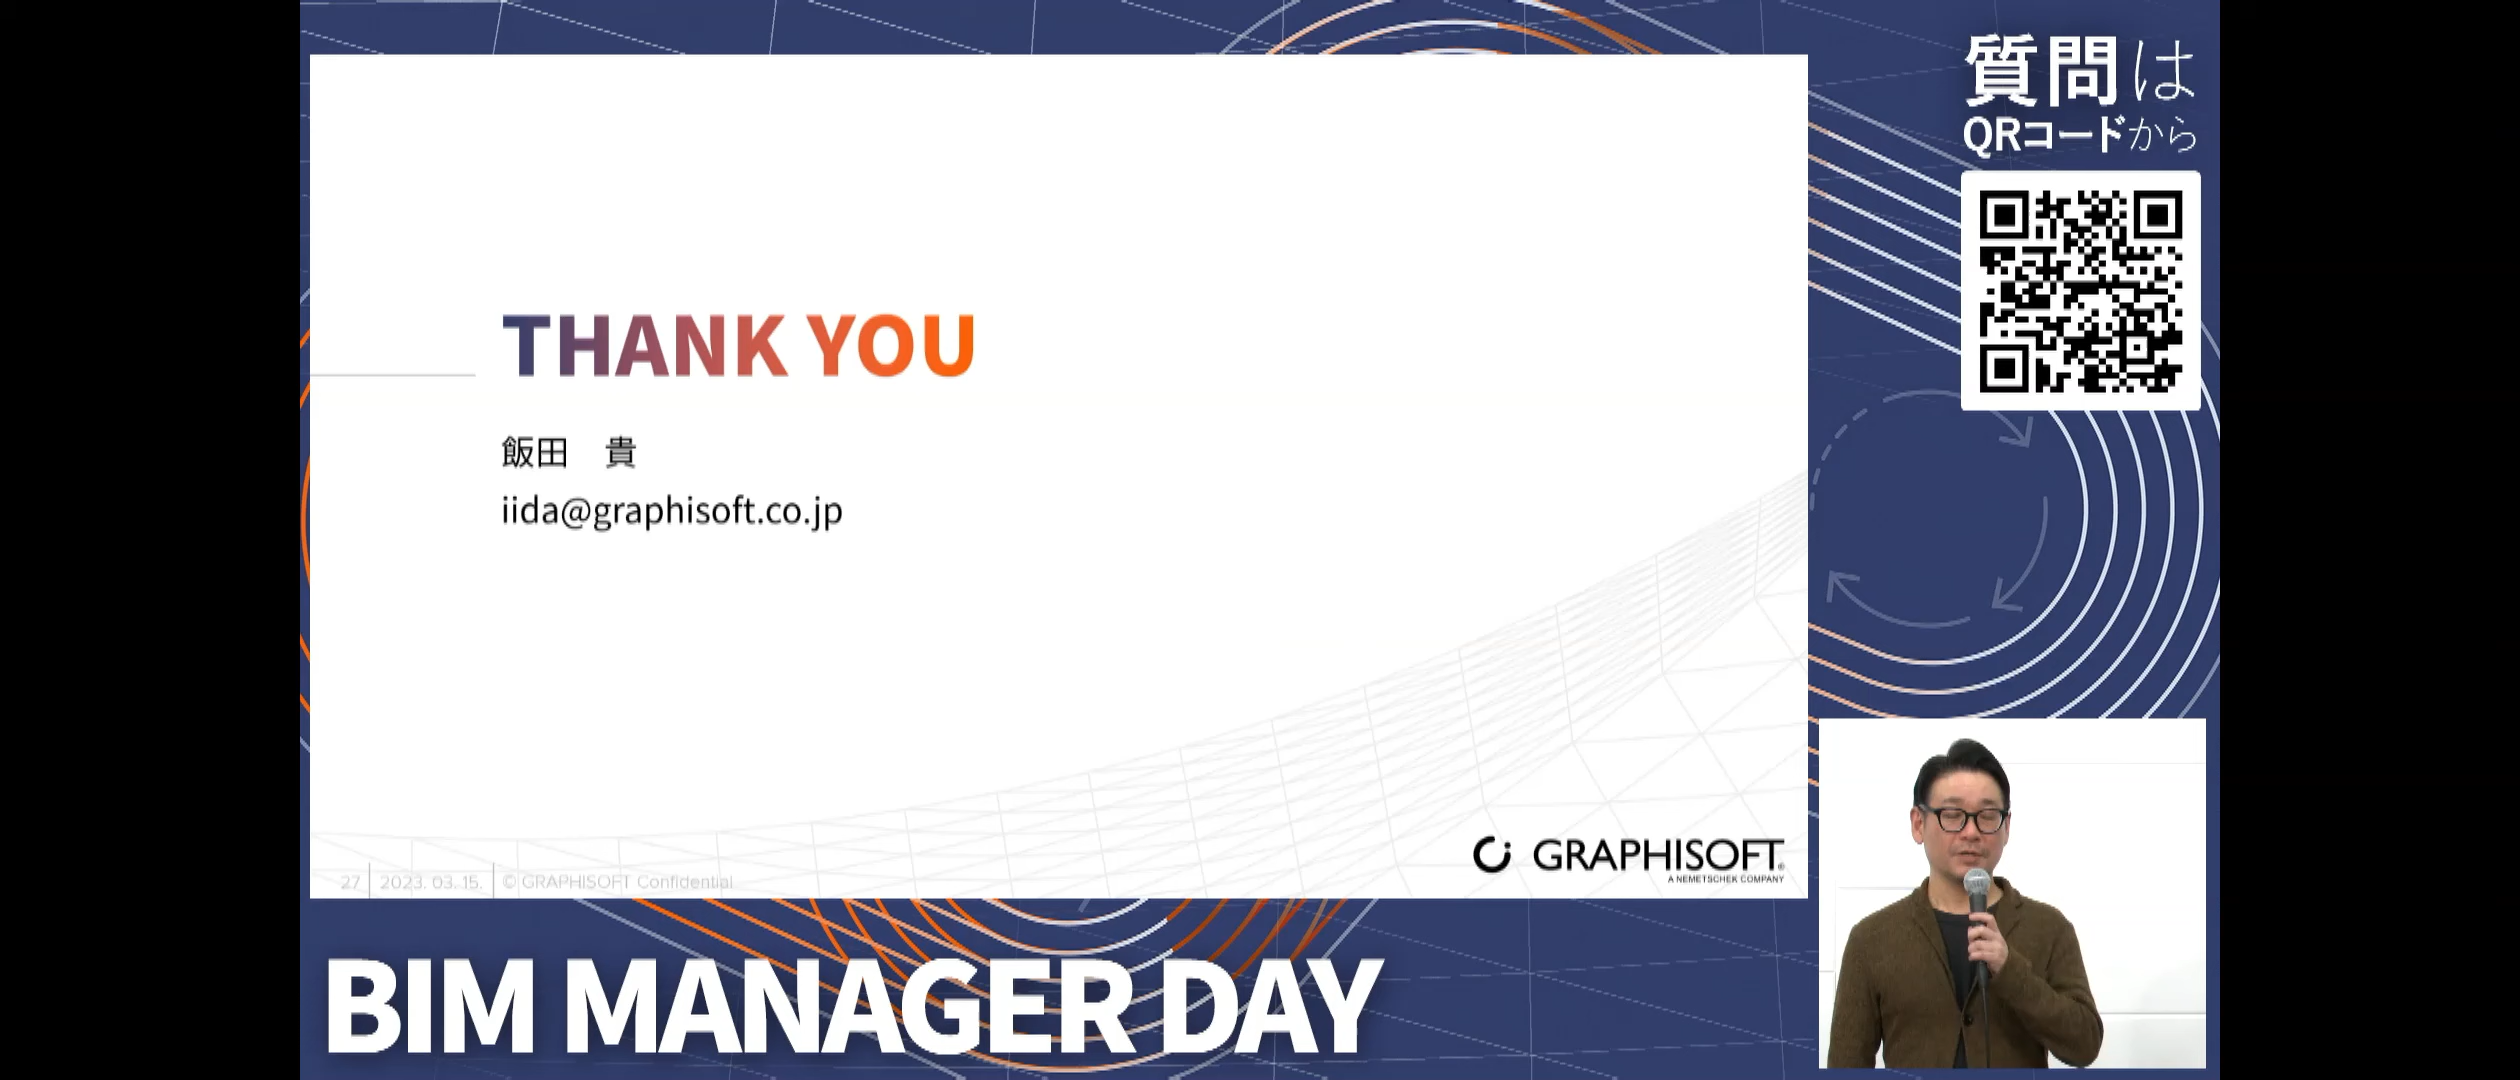 質問は
QRコードから
THANK YOU
飯田　貴
iida@graphisoft.co.jp
GRAPHISOFT®
A NEMETSCHEK COMPANY
27 2023. 03. 15. © GRAPHISOFT Confidential
BIM MANAGER DAY